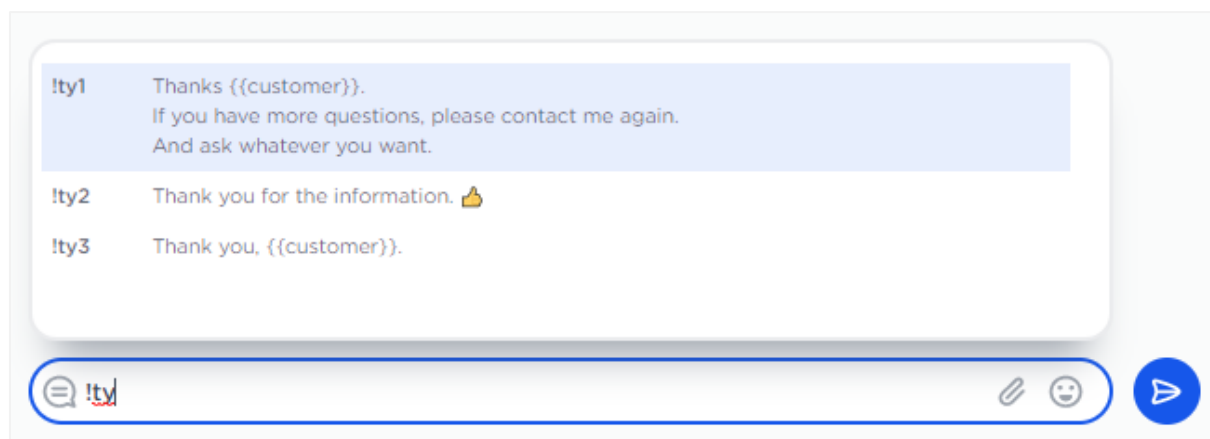 !ty1 Thanks {{customer}}.
If you have more questions, please contact me again.
And ask whatever you want.
!ty2 Thank you for the information. 👍
!ty3 Thank you, {{customer}}.
!ty